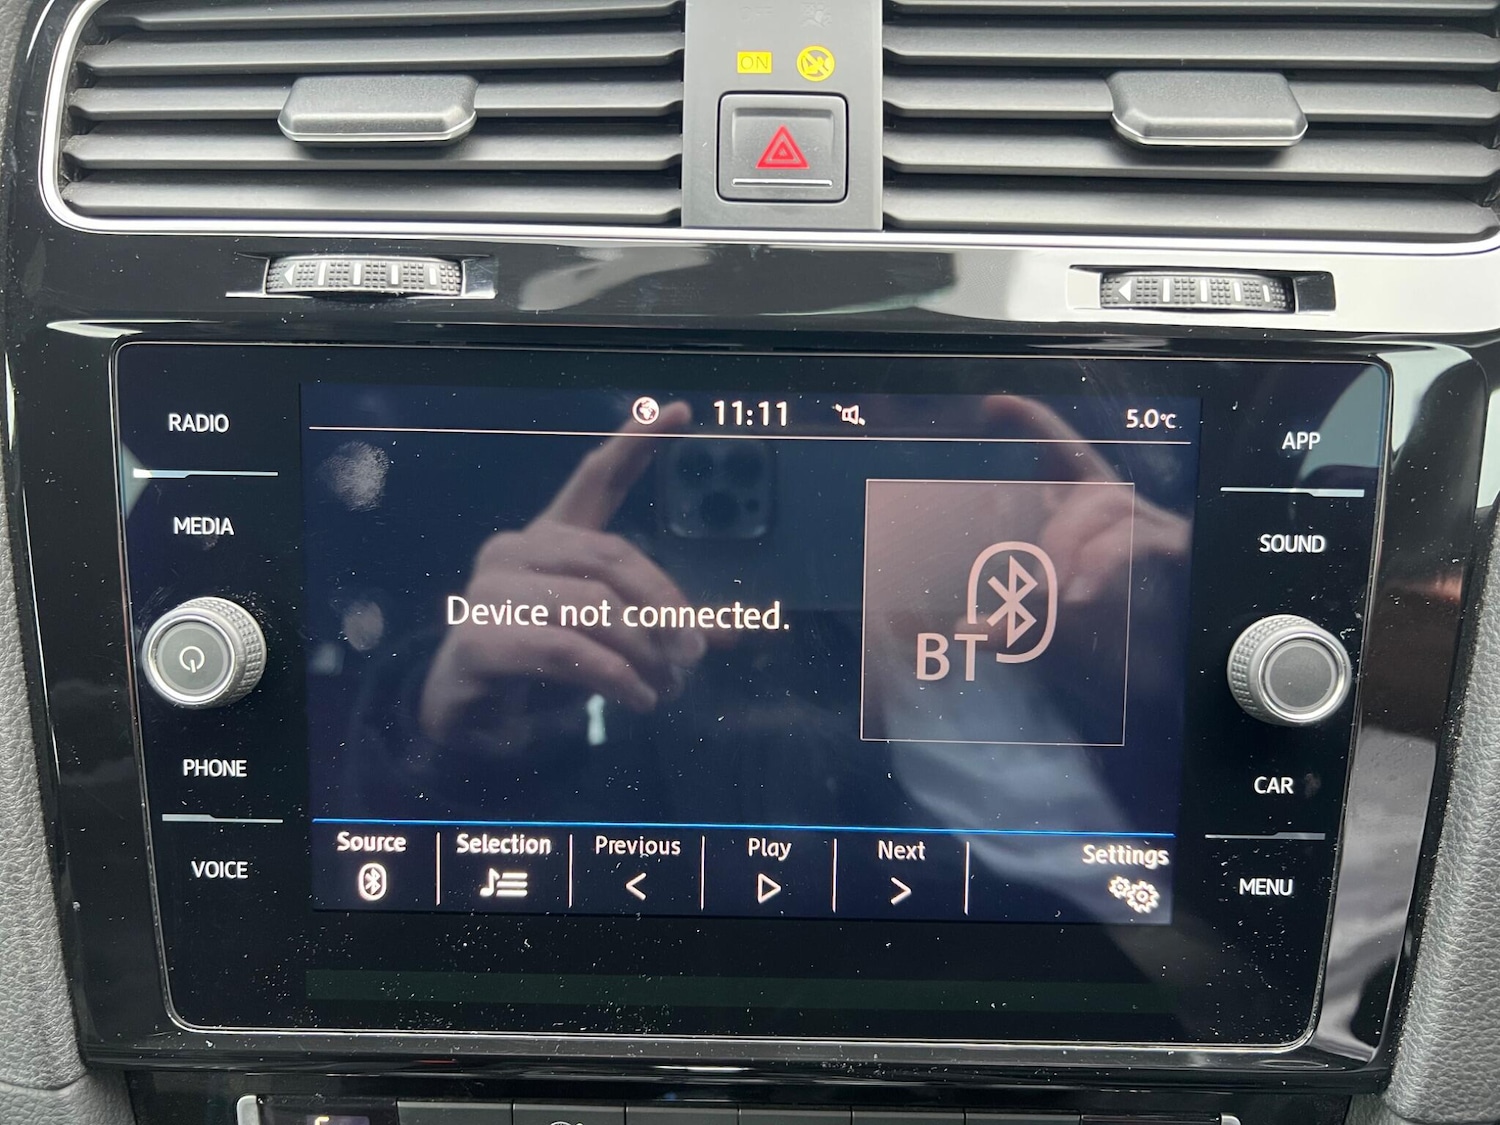 ON
RADIO
11:11
5.0°C
APP
MEDIA
SOUND
Device not connected.
BT
PHONE
CAR
Source
Selection
Previous
Play
Next
Settings
VOICE
MENU